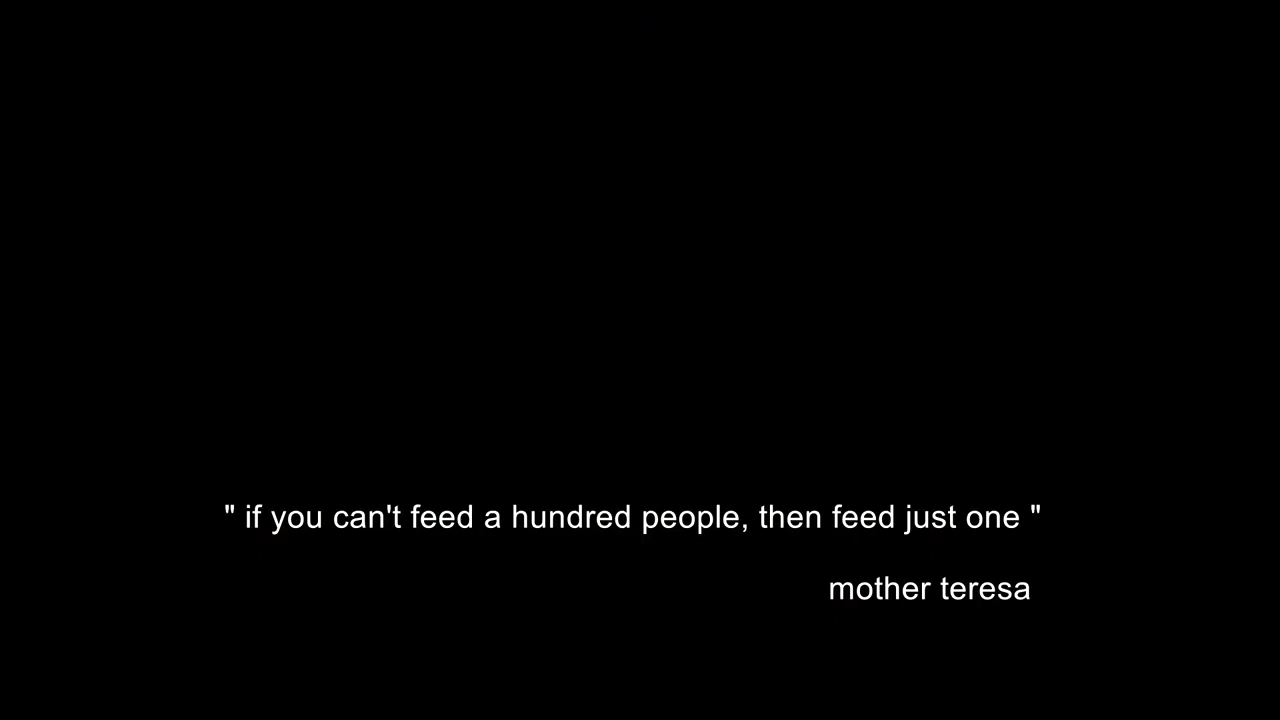 " if you can't feed a hundred people, then feed just one "
mother teresa